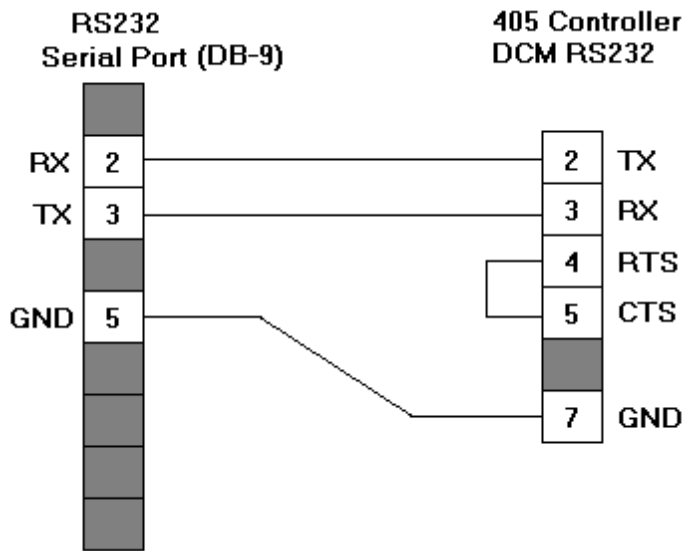 RS232
Serial Port (DB-9)
405 Controller
DCM RS232
RX 2 2 TX
TX 3 3 RX
4 RTS
GND 5 5 CTS
7 GND